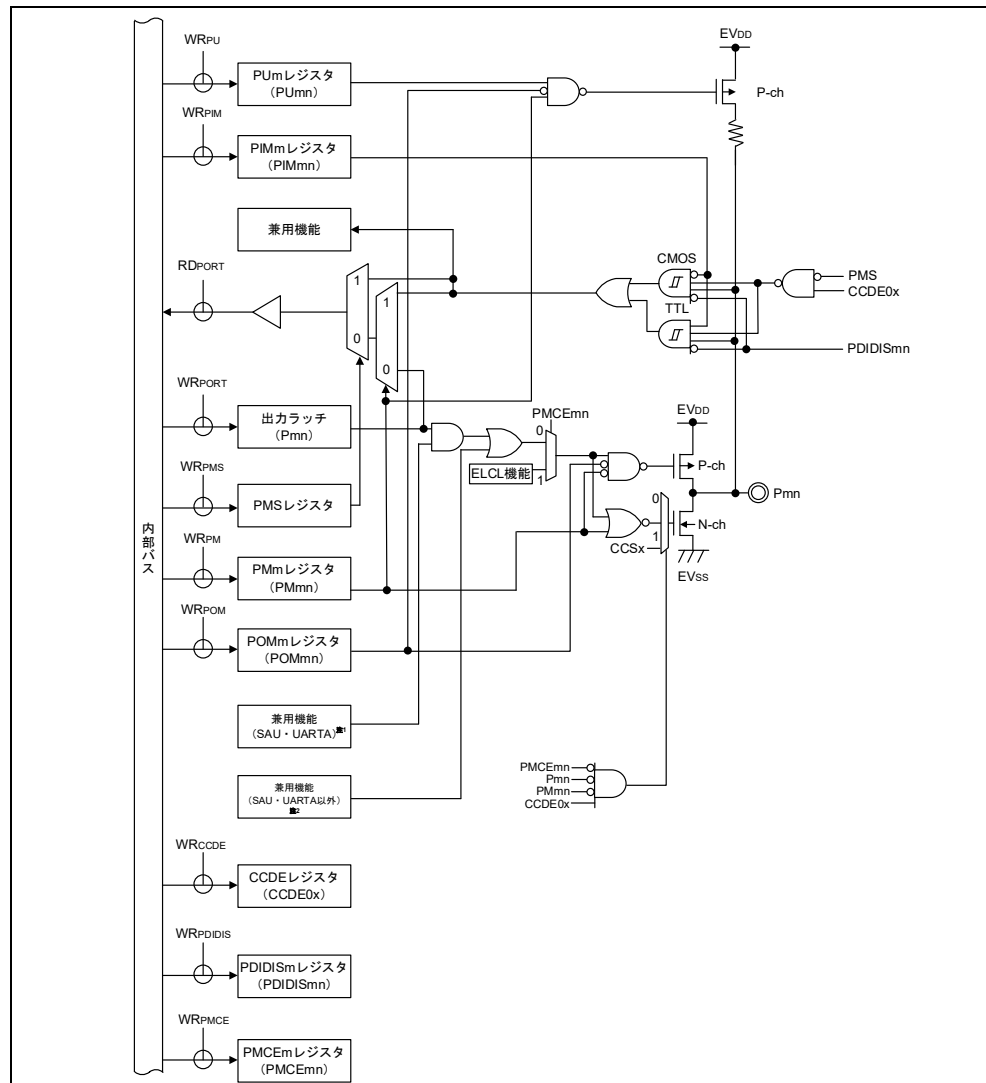 WRPU
PUmレジスタ
(PUmn)
EVDD
P-ch
WRPIM
PIMmレジスタ
(PIMmn)
兼用機能
RDPORT
1
0
1
0
CMOS
TTL
PMS
CCDE0x
PDIDISmn
WRPORT
出力ラッチ
(Pmn)
PMCEmn
0
1
ELCL機能
EVDD
P-ch
Pmn
N-ch
EVSS
0
1
CCSx
WRPMS
PMSレジスタ
内部バス
WRPM
PMmレジスタ
(PMmn)
WRPOM
POMmレジスタ
(POMmn)
兼用機能
(SAU・UARTA)注1
兼用機能
(SAU・UARTA以外)
注2
PMCEmn
Pmn
PMmn
CCDE0x
WRCCDE
CCDEレジスタ
(CCDE0x)
WRPDIDIS
PDIDISmレジスタ
(PDIDISmn)
WRPMCE
PMCEmレジスタ
(PMCEmn)